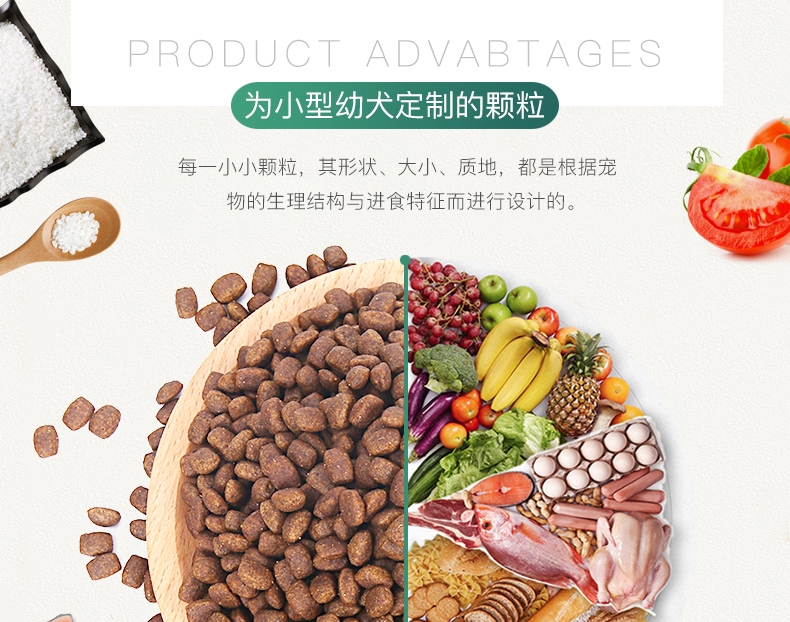 PRODUCT ADVABTAGES
为小型幼犬定制的颗粒
每一小小颗粒，其形状、大小、质地，都是根据宠
物的生理结构与进食特征而进行设计的。